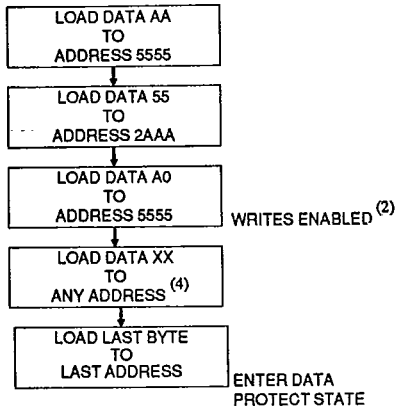 LOAD DATA AA
TO
ADDRESS 5555
LOAD DATA 55
TO
ADDRESS 2AAA
LOAD DATA A0
TO
ADDRESS 5555
WRITES ENABLED (2)
LOAD DATA XX
TO
ANY ADDRESS (4)
LOAD LAST BYTE
TO
LAST ADDRESS
ENTER DATA
PROTECT STATE